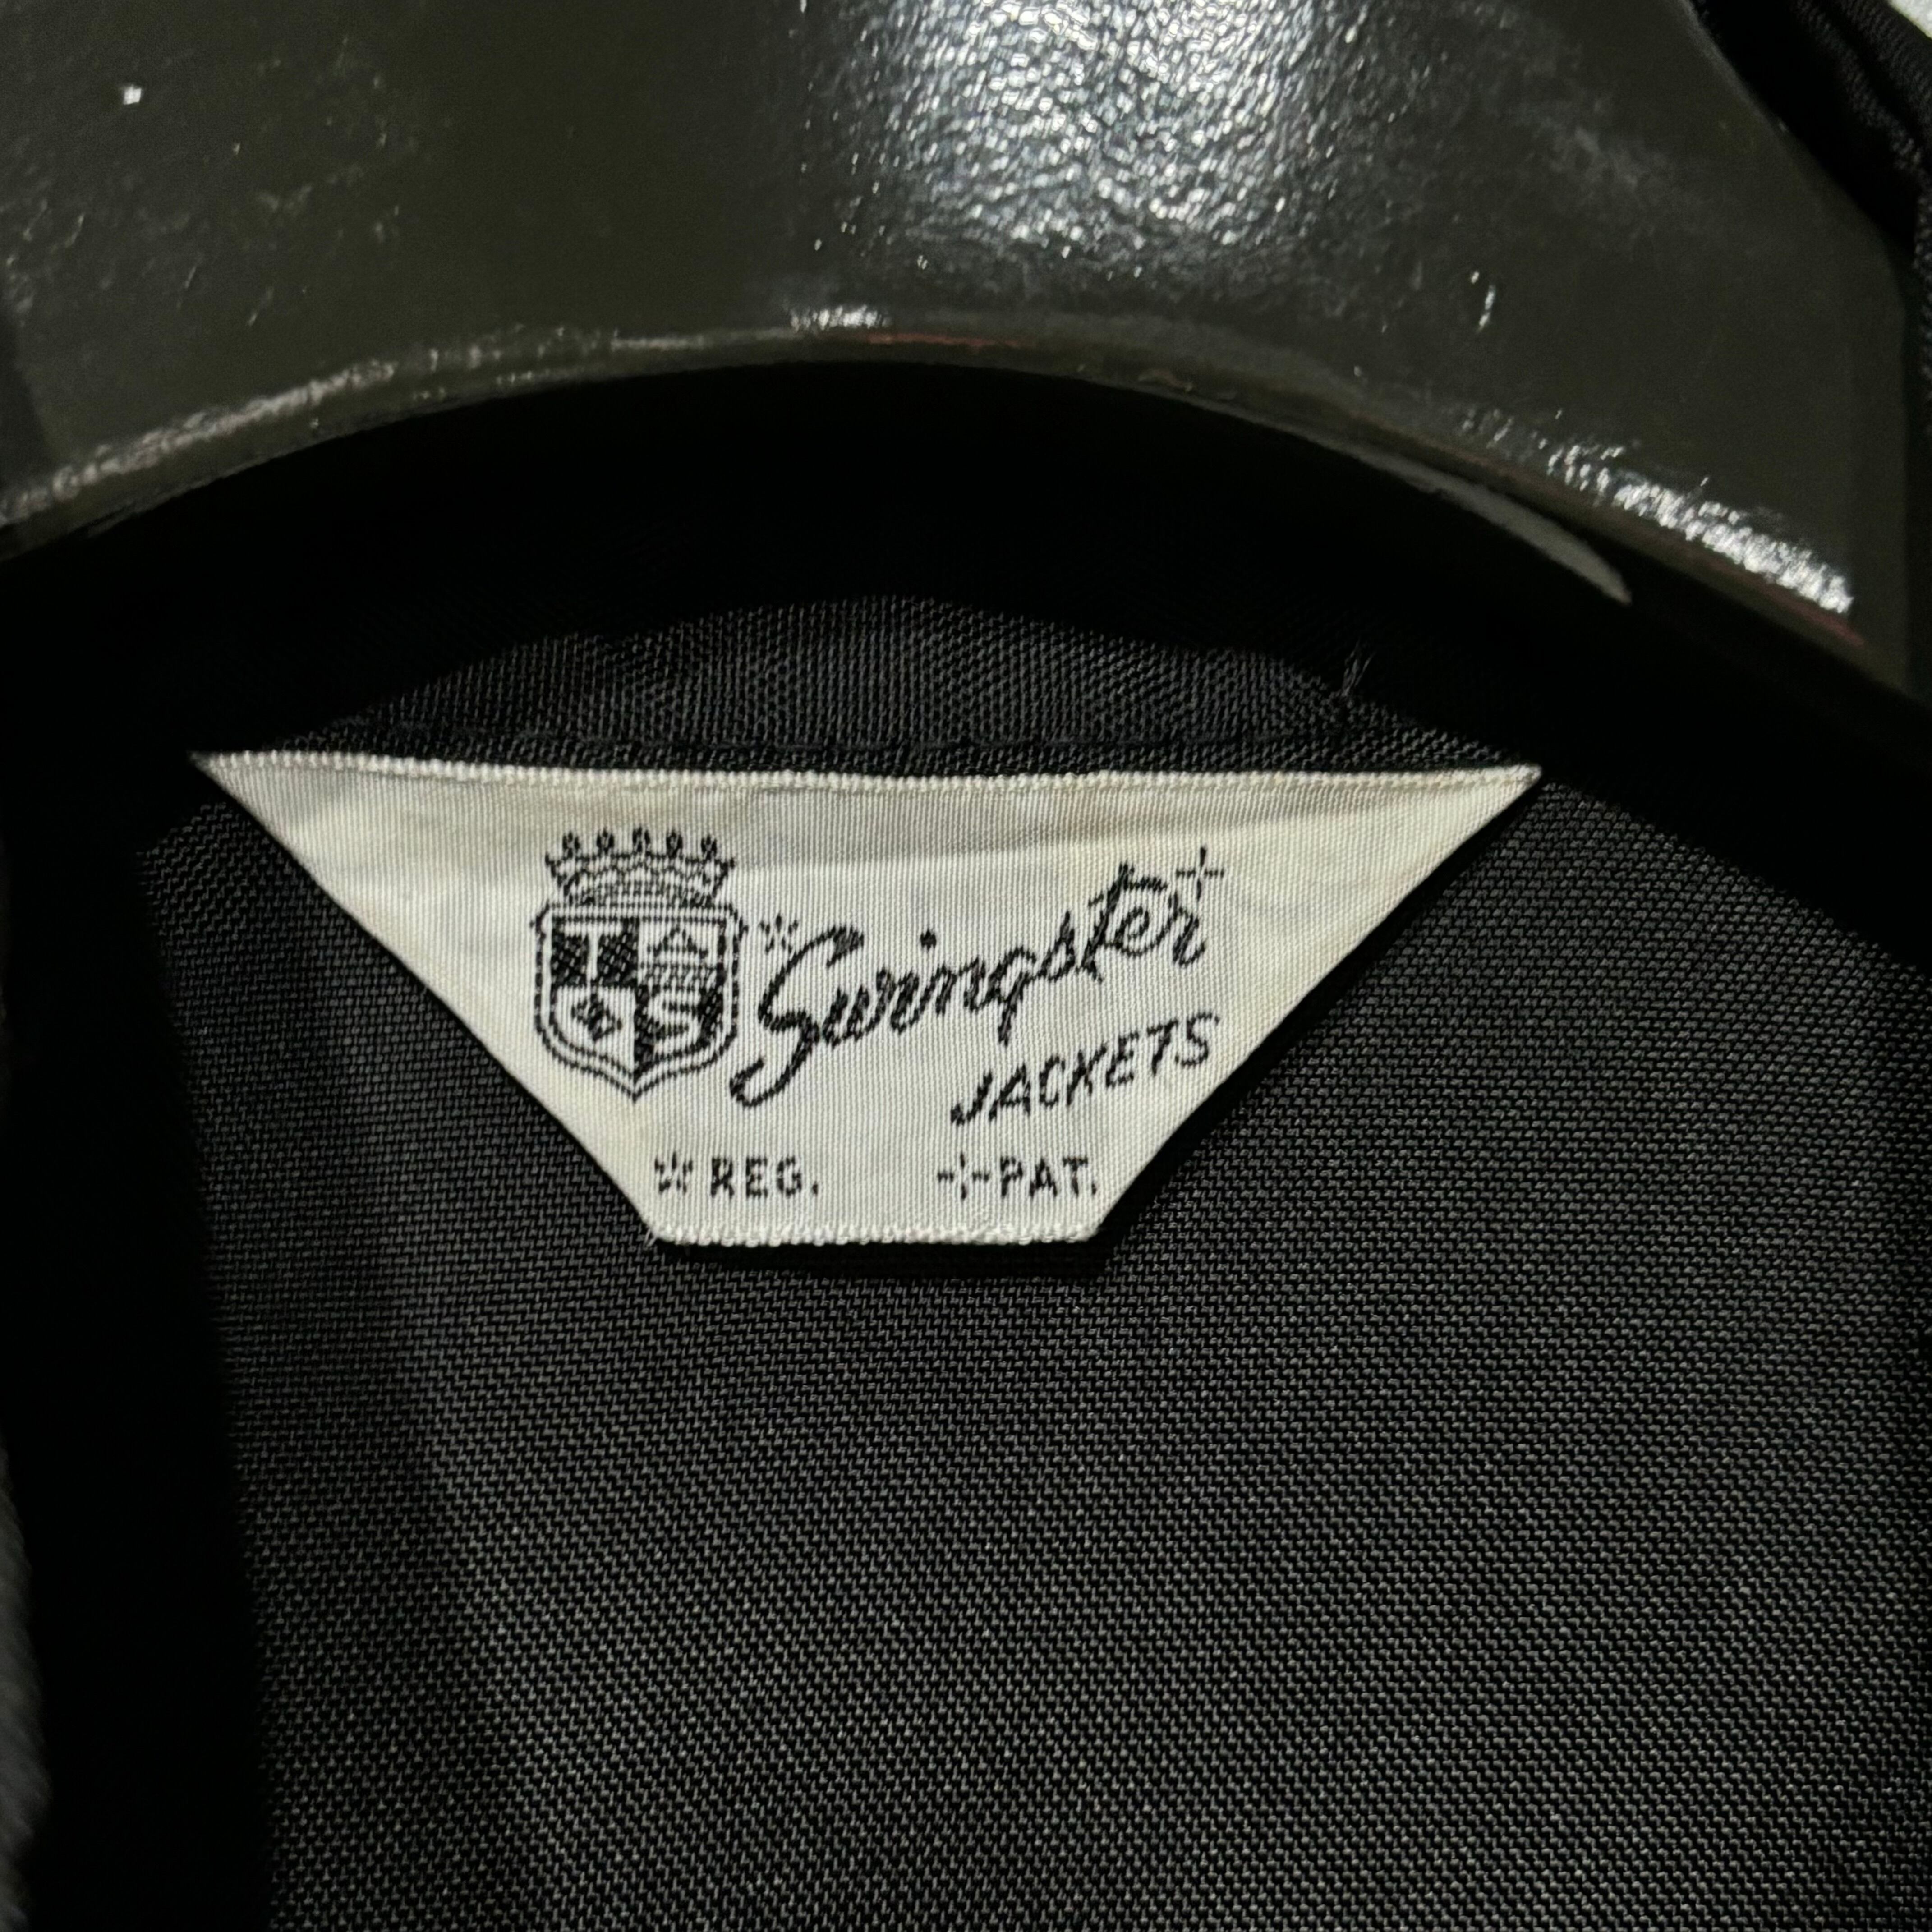 T
S
*Swingster⁛
JACKETS
*REG. ⁛PAT.